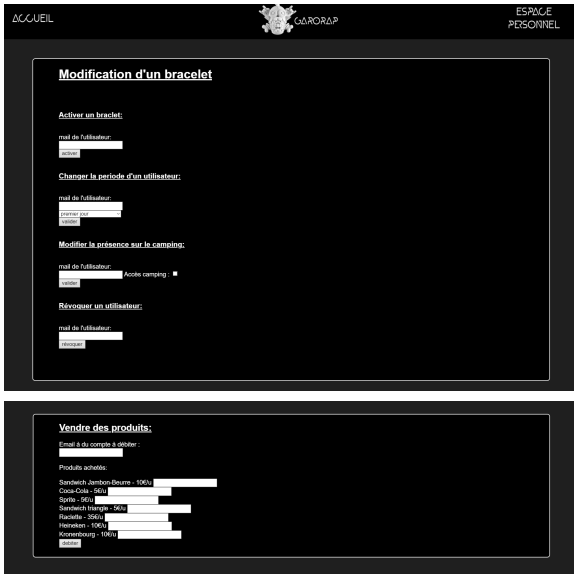 ACCUEIL
GARORAP
ESPACE
PERSONNEL
Modification d'un bracelet
Activer un braclet:
mail de l'utilisateur:
activer
Changer la periode d'un utilisateur:
mail de l'utilisateur:
premier jour
valider
Modifier la présence sur le camping:
mail de l'utilisateur:
Accès camping :
valider
Révoquer un utilisateur:
mail de l'utilisateur:
révoquer
Vendre des produits:
Email à du compte à débiter :
Produits achetés:
Sandwich Jambon-Beurre - 10€/u
Coca-Cola - 5€/u
Sprite - 5€/u
Sandwich triangle - 5€/u
Raclette - 35€/u
Heineken - 10€/u
Kronenbourg - 10€/u
debiter